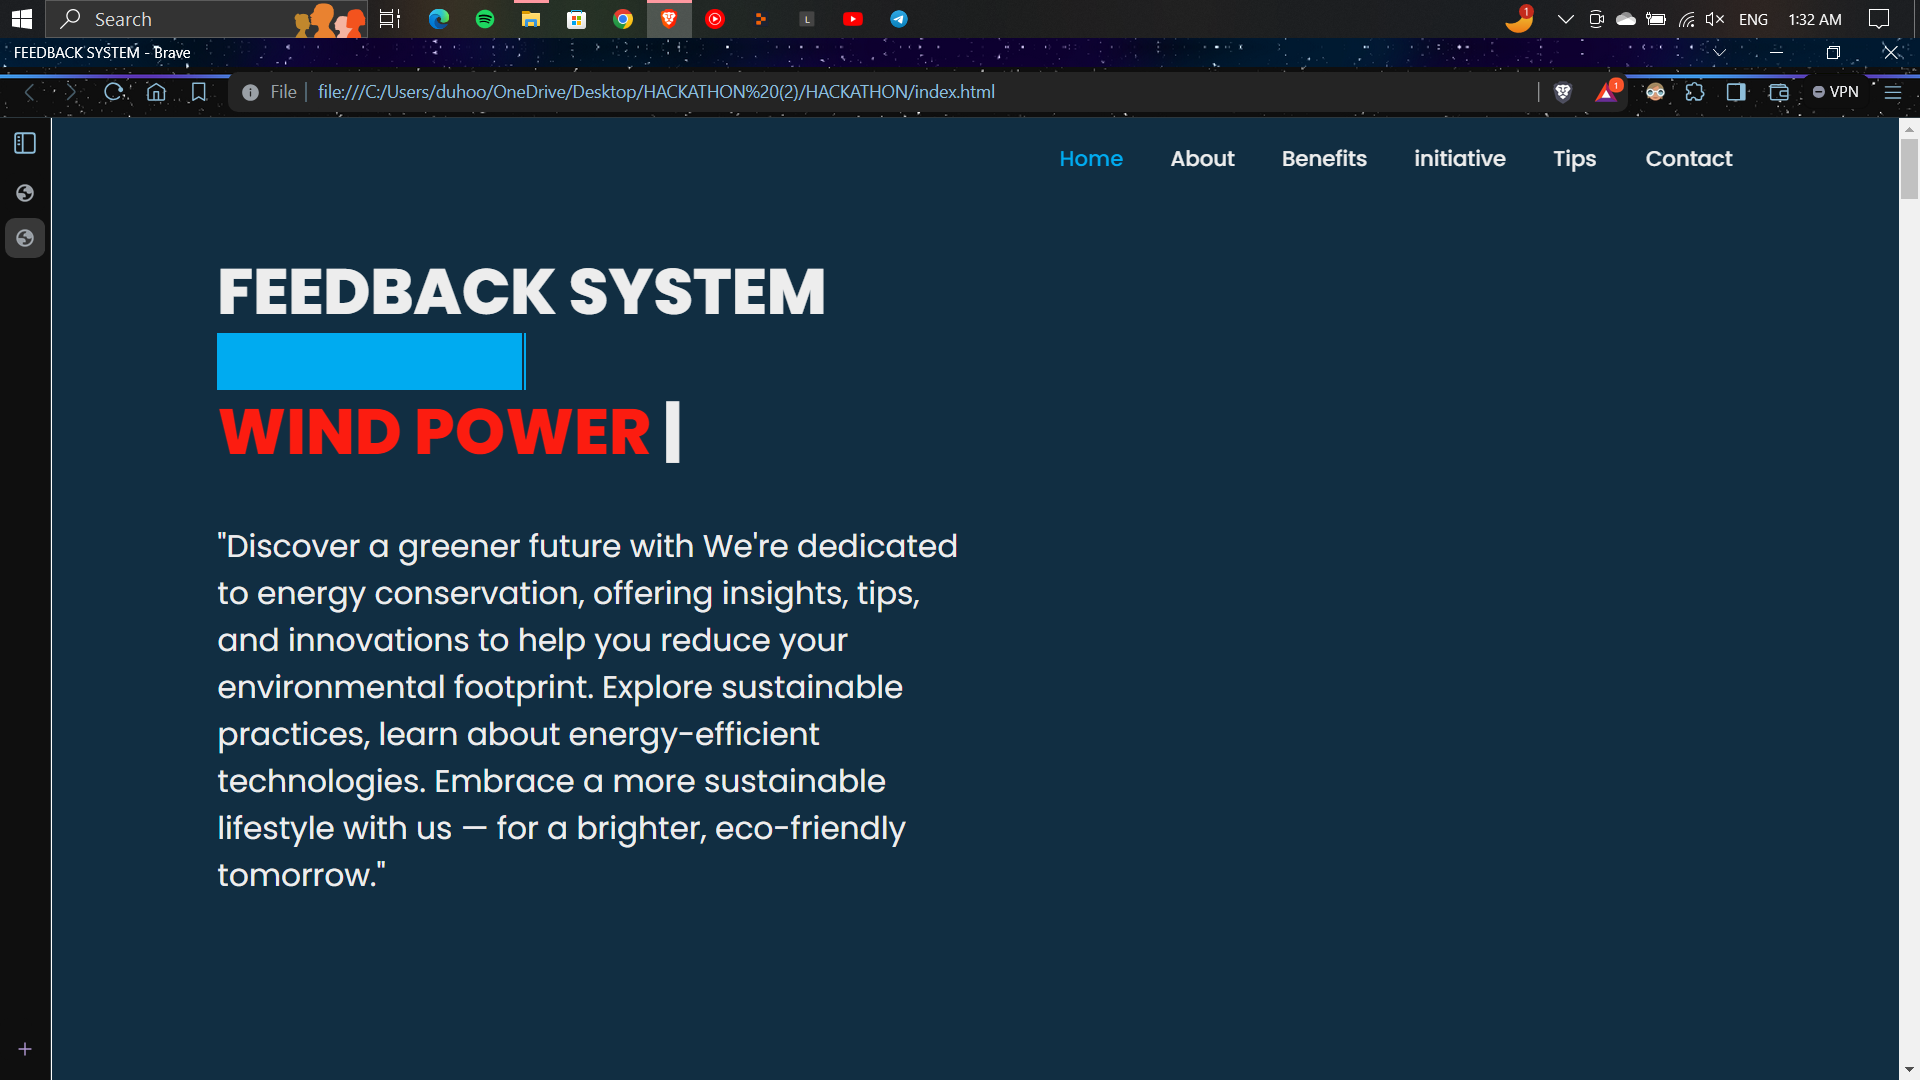 Search
1
ENG
1:32 AM
L
FEEDBACK SYSTEM - Brave
File
file:///C:/Users/duhoo/OneDrive/Desktop/HACKATHON%20(2)/HACKATHON/index.html
1
VPN
Home About Benefits initiative Tips Contact
FEEDBACK SYSTEM
WIND POWER
"Discover a greener future with We're dedicated
to energy conservation, offering insights, tips,
and innovations to help you reduce your
environmental footprint. Explore sustainable
practices, learn about energy-efficient
technologies. Embrace a more sustainable
lifestyle with us — for a brighter, eco-friendly
tomorrow."